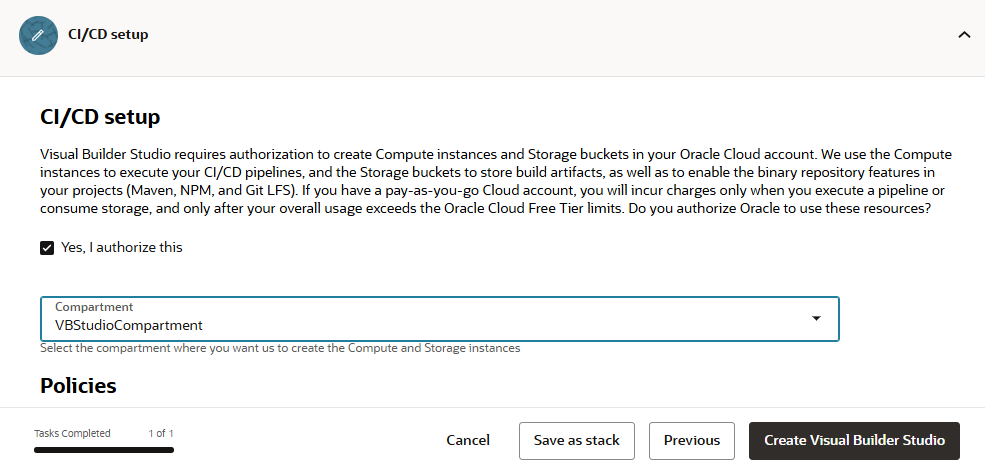 CI/CD setup
CI/CD setup
Visual Builder Studio requires authorization to create Compute instances and Storage buckets in your Oracle Cloud account. We use the Compute
instances to execute your CI/CD pipelines, and the Storage buckets to store build artifacts, as well as to enable the binary repository features in
your projects (Maven, NPM, and Git LFS). If you have a pay-as-you-go Cloud account, you will incur charges only when you execute a pipeline or
consume storage, and only after your overall usage exceeds the Oracle Cloud Free Tier limits. Do you authorize Oracle to use these resources?
Yes, I authorize this
Compartment
VBStudioCompartment
Select the compartment where you want us to create the Compute and Storage instances
Policies
Tasks Completed 1 of 1
Cancel Save as stack Previous Create Visual Builder Studio